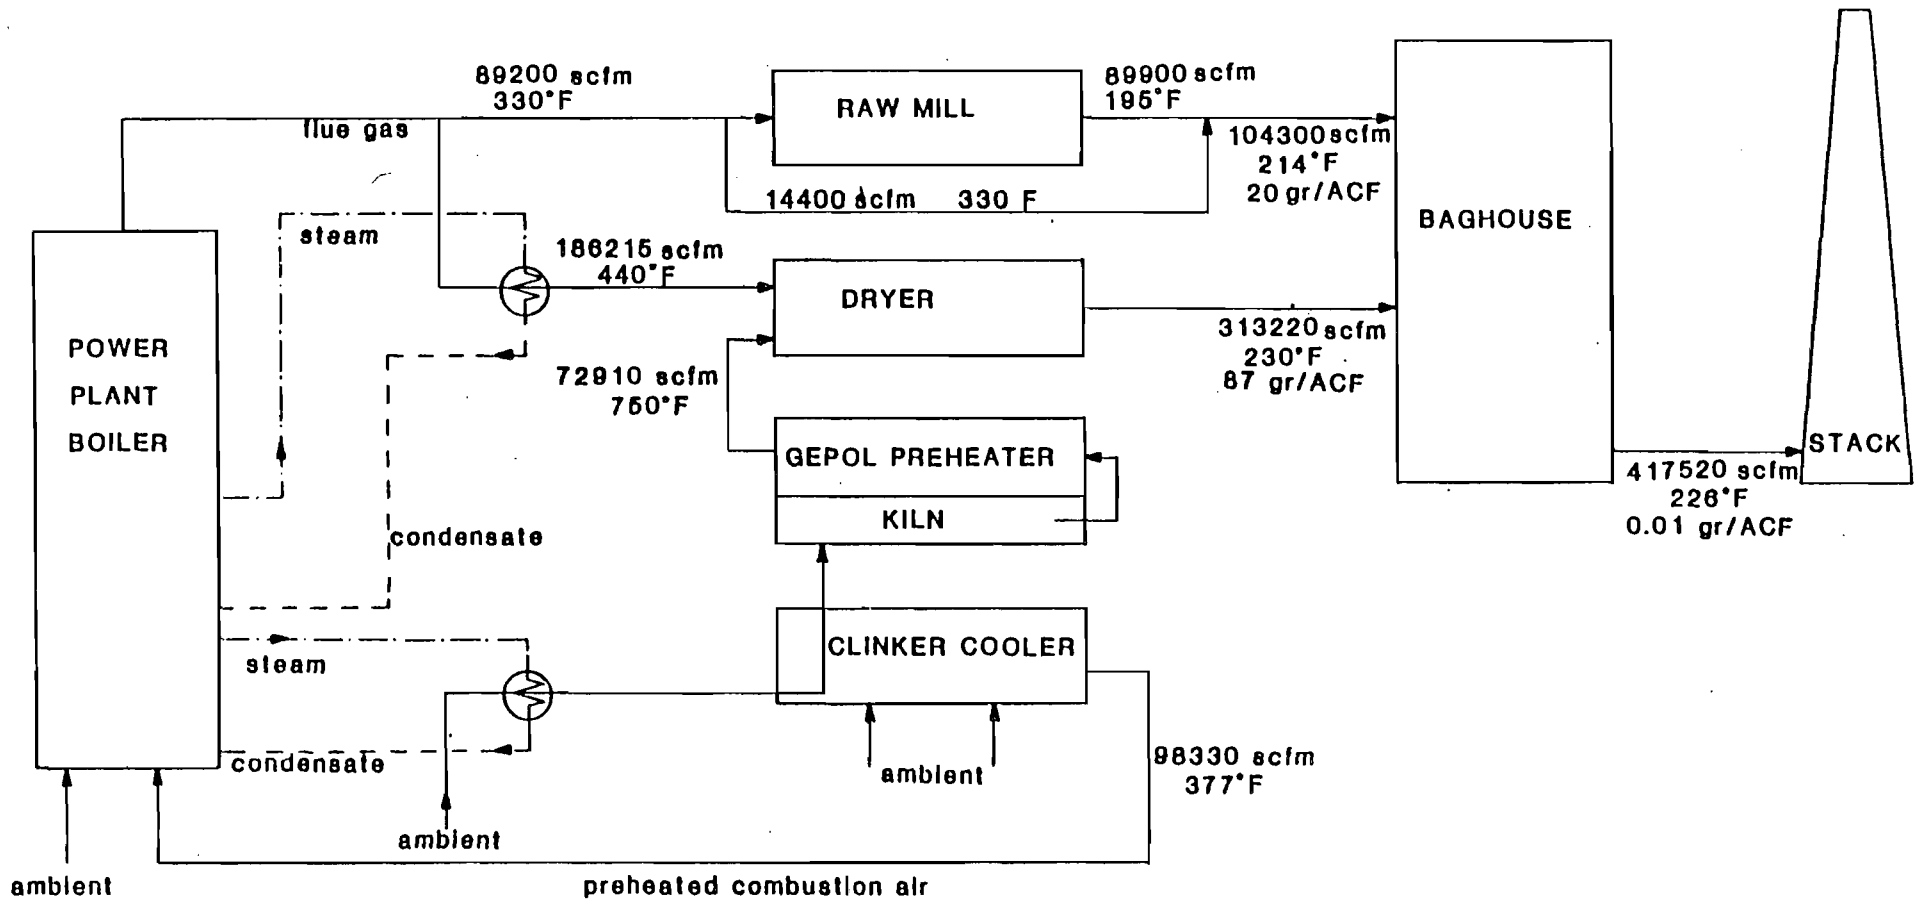 89200 scfm
330°F
flue gas
RAW MILL
89900 scfm
195°F
104300 scfm
214°F
20 gr/ACF
14400 scfm 330 F
BAGHOUSE
steam
186215 scfm
440°F
DRYER
313220 scfm
230°F
87 gr/ACF
POWER
PLANT
BOILER
72910 scfm
750°F
GEPOL PREHEATER
KILN
STACK
417520 scfm
226°F
0.01 gr/ACF
condensate
CLINKER COOLER
steam
condensate
ambient
98330 scfm
377°F
ambient
ambient
preheated combustion air